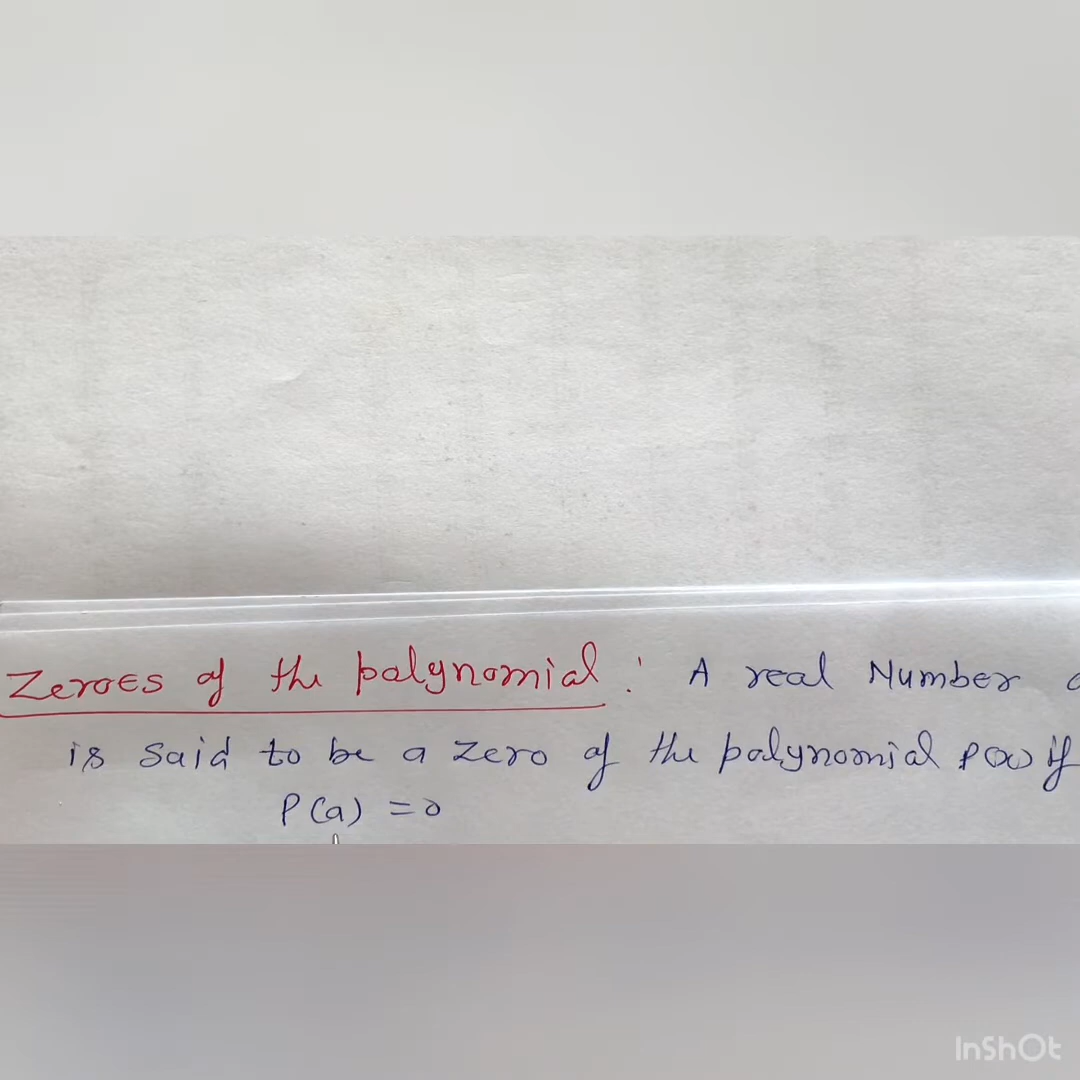 Zeroes of the polynomial : A real Number a
is said to be a zero of the polynomial P(x) if
P(a) = 0
InShOt